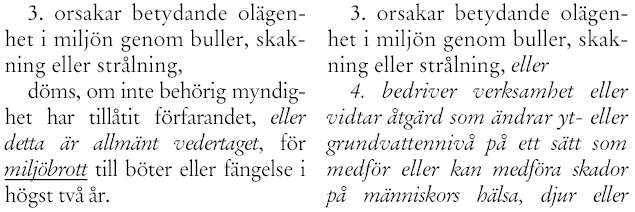 3. orsakar betydande olägen-
het i miljön genom buller, skak-
ning eller strålning,
döms, om inte behörig myndig-
het har tillåtit förfarandet, eller
detta är allmänt vedertaget, för
miljöbrott till böter eller fängelse i
högst två år.
3. orsakar betydande olägen-
het i miljön genom buller, skak-
ning eller strålning, eller
4. bedriver verksamhet eller
vidtar åtgärd som ändrar yt- eller
grundvattennivå på ett sätt som
medför eller kan medföra skador
på människors hälsa, djur eller